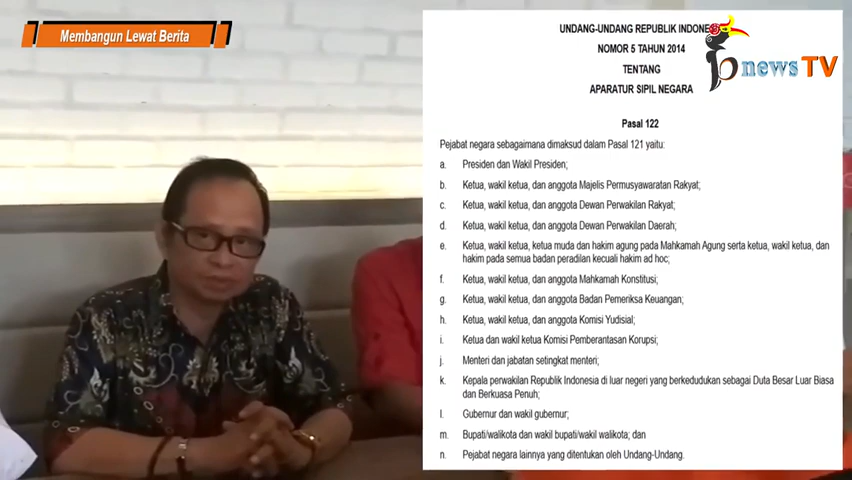 Membangun Lewat Berita
UNDANG-UNDANG REPUBLIK INDONE
NOMOR 5 TAHUN 2014
TENTANG
APARATUR SIPIL NEGARA
bnewsTV
Pasal 122
Pejabat negara sebagaimana dimaksud dalam Pasal 121 yaitu:
a. Presiden dan Wakil Presiden;
b. Ketua, wakil ketua, dan anggota Majelis Permusyawaratan Rakyat;
c. Ketua, wakil ketua, dan anggota Dewan Perwakilan Rakyat;
d. Ketua, wakil ketua, dan anggota Dewan Perwakilan Daerah;
e. Ketua, wakil ketua, ketua muda dan hakim agung pada Mahkamah Agung serta ketua, wakil ketua, dan
hakim pada semua badan peradilan kecuali hakim ad hoc;
f. Ketua, wakil ketua, dan anggota Mahkamah Konstitusi;
g. Ketua, wakil ketua, dan anggota Badan Pemeriksa Keuangan;
h. Ketua, wakil ketua, dan anggota Komisi Yudisial;
i. Ketua dan wakil ketua Komisi Pemberantasan Korupsi;
j. Menteri dan jabatan setingkat menteri;
k. Kepala perwakilan Republik Indonesia di luar negeri yang berkedudukan sebagai Duta Besar Luar Biasa
dan Berkuasa Penuh;
l. Gubernur dan wakil gubernur;
m. Bupati/walikota dan wakil bupati/wakil walikota; dan
n. Pejabat negara lainnya yang ditentukan oleh Undang-Undang.